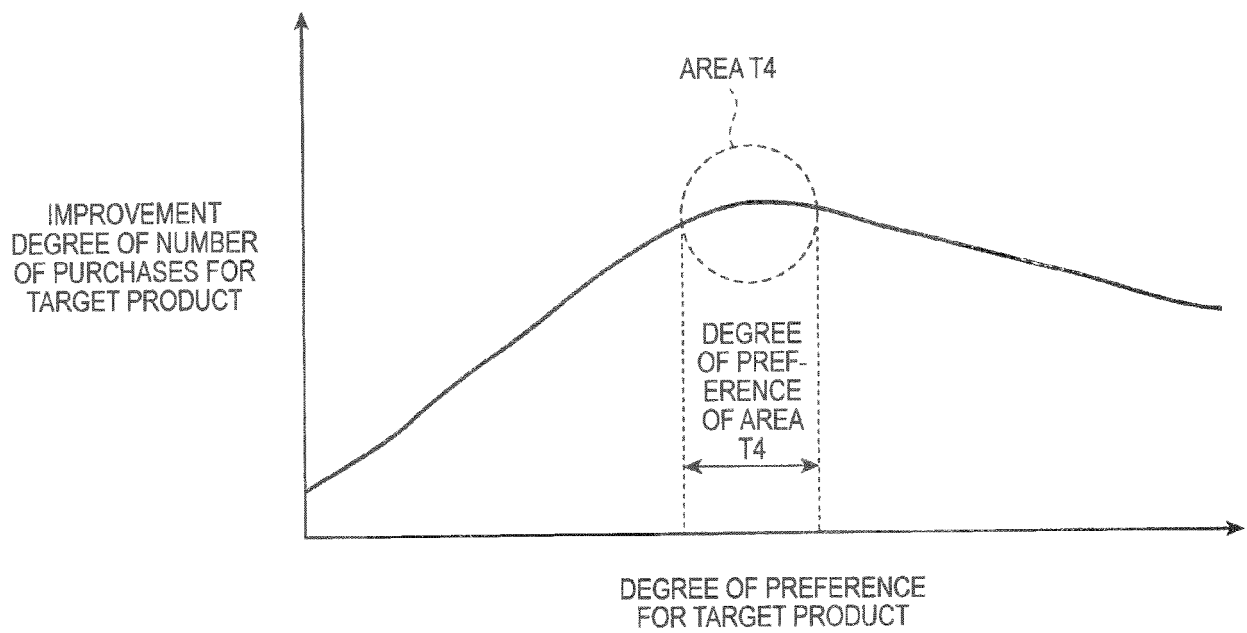 AREA T4
IMPROVEMENT
DEGREE OF NUMBER
OF PURCHASES FOR
TARGET PRODUCT
DEGREE
OF PREF-
ERENCE
OF AREA
T4
DEGREE OF PREFERENCE
FOR TARGET PRODUCT